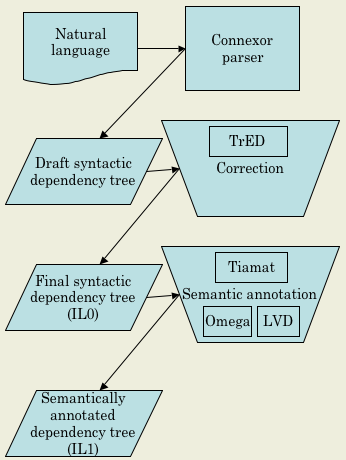 Natural
language
Connexor
parser
Draft syntactic
dependency tree
TrED
Correction
Final syntactic
dependency tree
(IL0)
Tiamat
Semantic annotation
Omega
LVD
Semantically
annotated
dependency tree
(IL1)